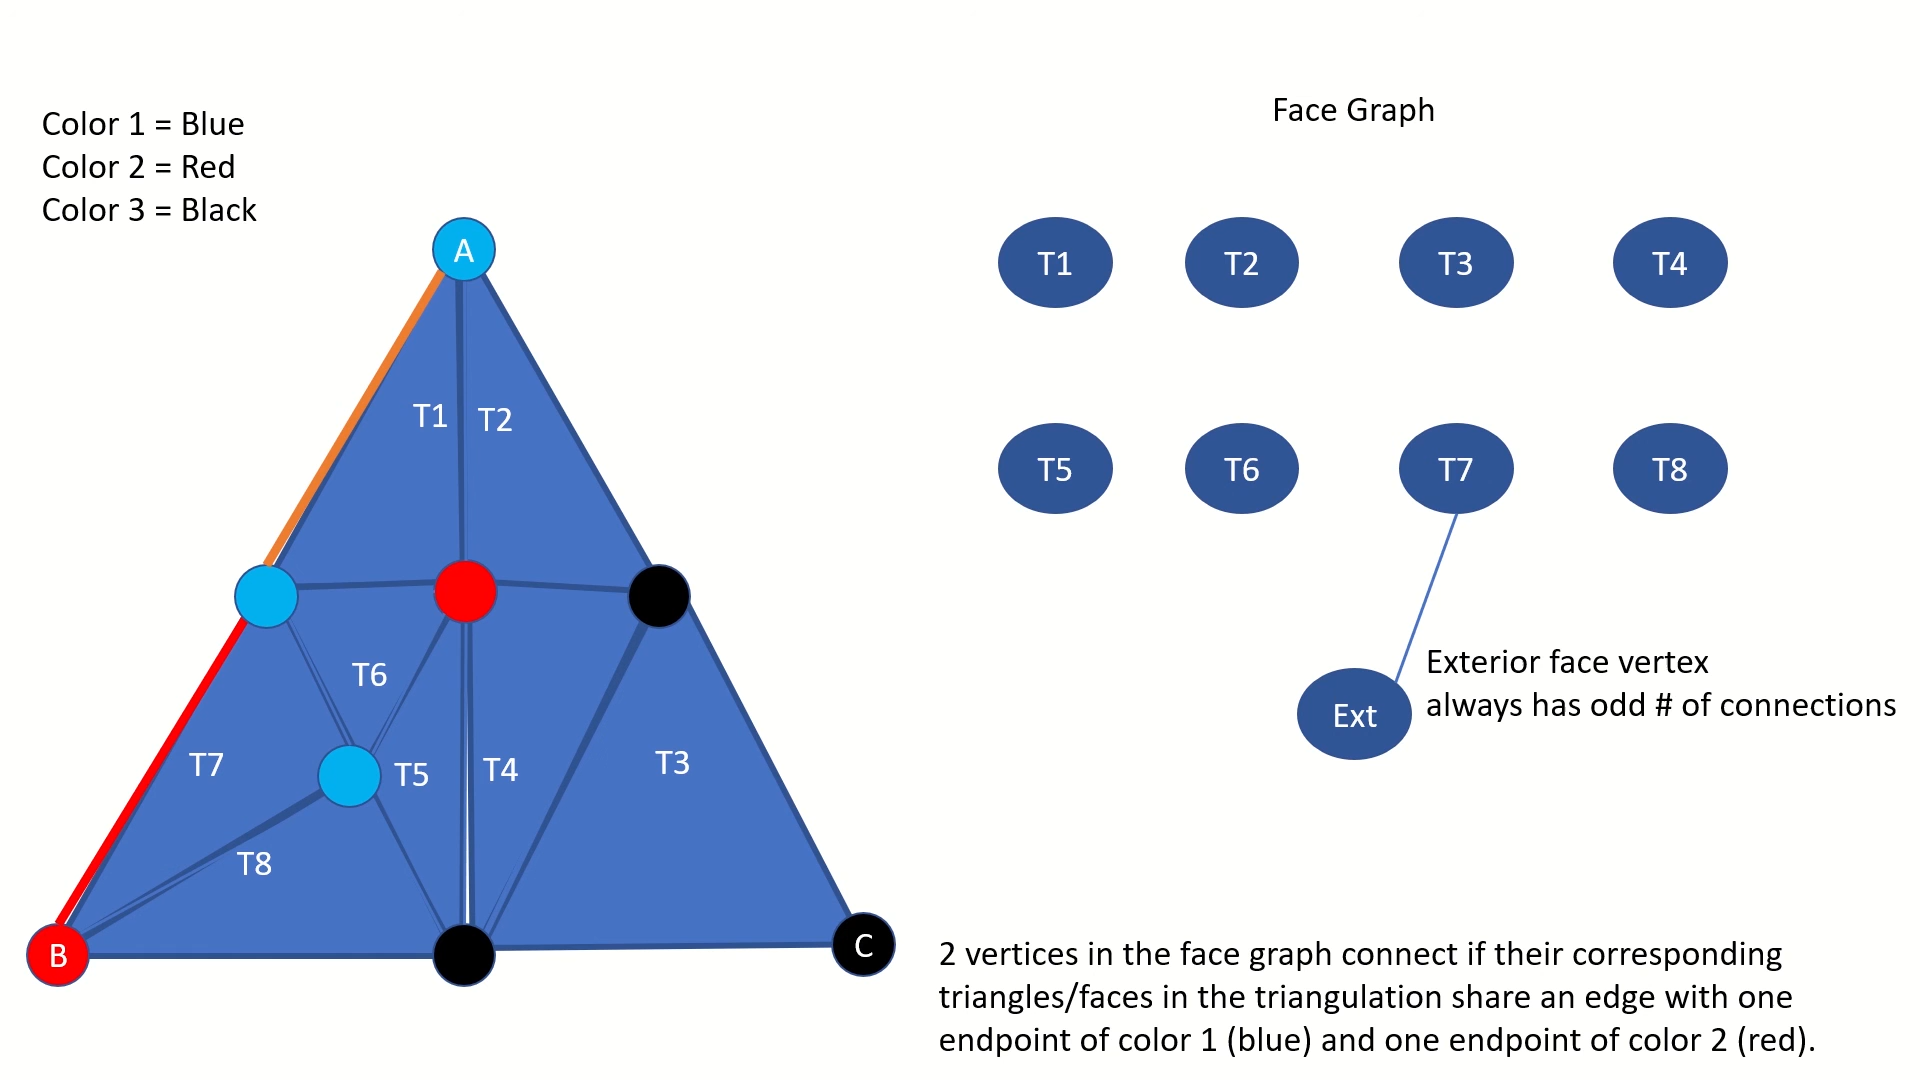 Color 1 = Blue
Color 2 = Red
Color 3 = Black
Face Graph
A
T1
T2
T6
T7
T5
T4
T3
T8
B
C
T1 T2 T3 T4
T5 T6 T7 T8
Ext
Exterior face vertex
always has odd # of connections
2 vertices in the face graph connect if their corresponding
triangles/faces in the triangulation share an edge with one
endpoint of color 1 (blue) and one endpoint of color 2 (red).